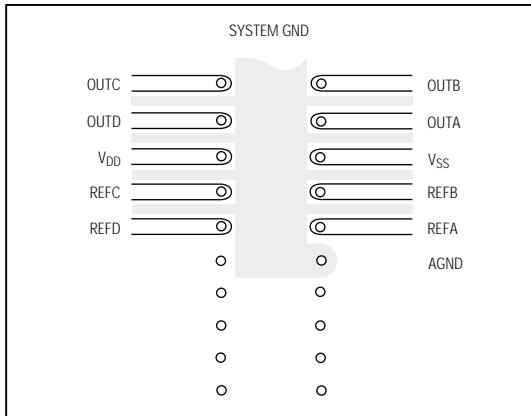 SYSTEM GND
OUTC OUTB
OUTD OUTA
VDD VSS
REFC REFB
REFD REFA
AGND